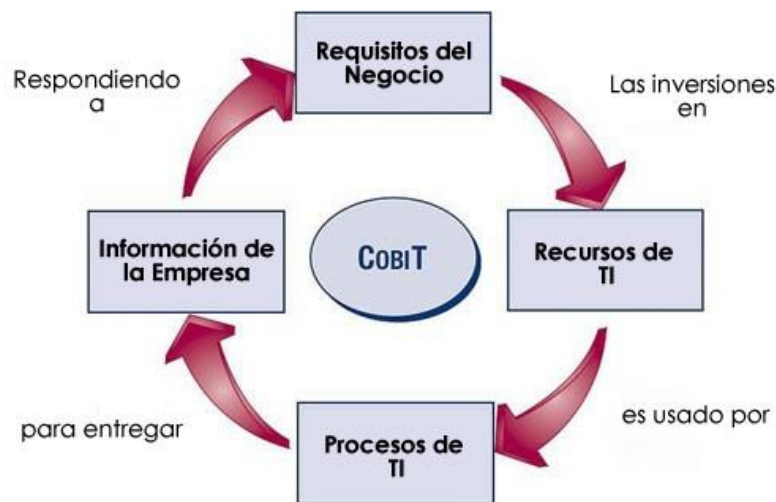 Requisitos del
Negocio
Respondiendo
a
Las inversiones
en
Información de
la Empresa
COBIT
Recursos de
TI
para entregar
Procesos de
TI
es usado por